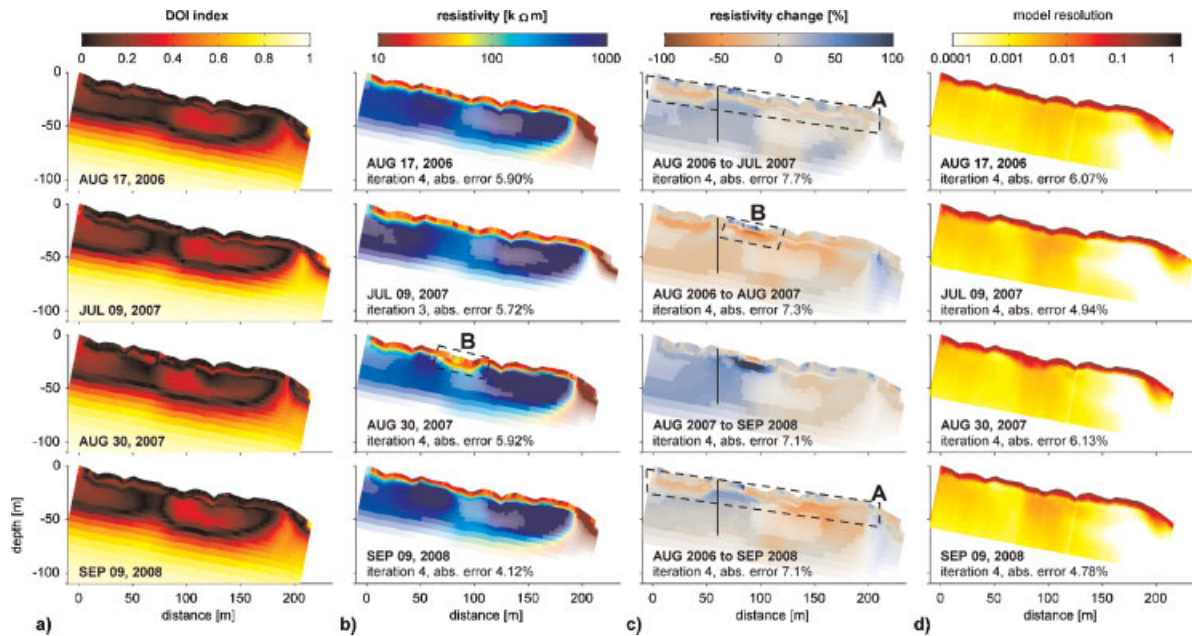 DOI index
0 0.2 0.4 0.6 0.8 1
0
-50
-100
AUG 17, 2006
0
-50
-100
JUL 09, 2007
0
-50
-100
AUG 30, 2007
0
-50
-100
SEP 09, 2008
depth [m]
0 50 100 150 200
distance [m]
a)
resistivity [k Ω m]
10 100 1000
AUG 17, 2006
iteration 4, abs. error 5.90%
JUL 09, 2007
iteration 3, abs. error 5.72%
B
AUG 30, 2007
iteration 4, abs. error 5.92%
SEP 09, 2008
iteration 4, abs. error 4.12%
0 50 100 150 200
distance [m]
b)
resistivity change [%]
-100 -50 0 50 100
A
AUG 2006 to JUL 2007
iteration 4, abs. error 7.7%
B
AUG 2006 to AUG 2007
iteration 4, abs. error 7.3%
AUG 2007 to SEP 2008
iteration 4, abs. error 7.1%
A
AUG 2006 to SEP 2008
iteration 4, abs. error 7.1%
0 50 100 150 200
distance [m]
c)
model resolution
0.0001 0.001 0.01 0.1 1
AUG 17, 2006
iteration 4, abs. error 6.07%
JUL 09, 2007
iteration 4, abs. error 4.94%
AUG 30, 2007
iteration 4, abs. error 6.13%
SEP 09, 2008
iteration 4, abs. error 4.78%
0 50 100 150 200
distance [m]
d)